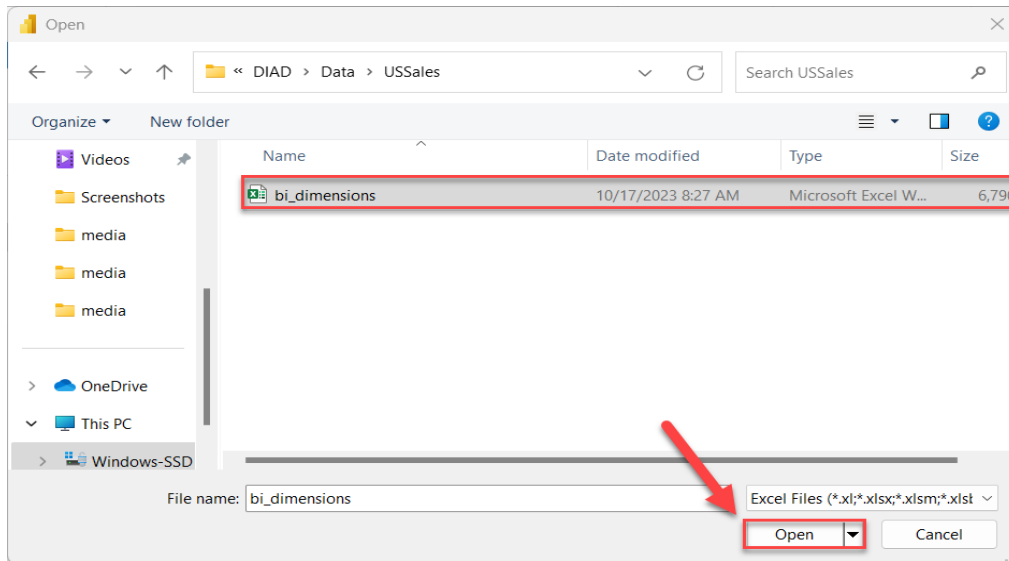 Open
« DIAD > Data > USSales
Search USSales
Organize
New folder
Name
Date modified
Type
Size
Videos
bi_dimensions
10/17/2023 8:27 AM
Microsoft Excel W...
6,79
Screenshots
media
media
media
OneDrive
This PC
Windows-SSD
File name:
bi_dimensions
Excel Files (*.xl;*.xlsx;*.xlsm;*.xlsb
Open
Cancel